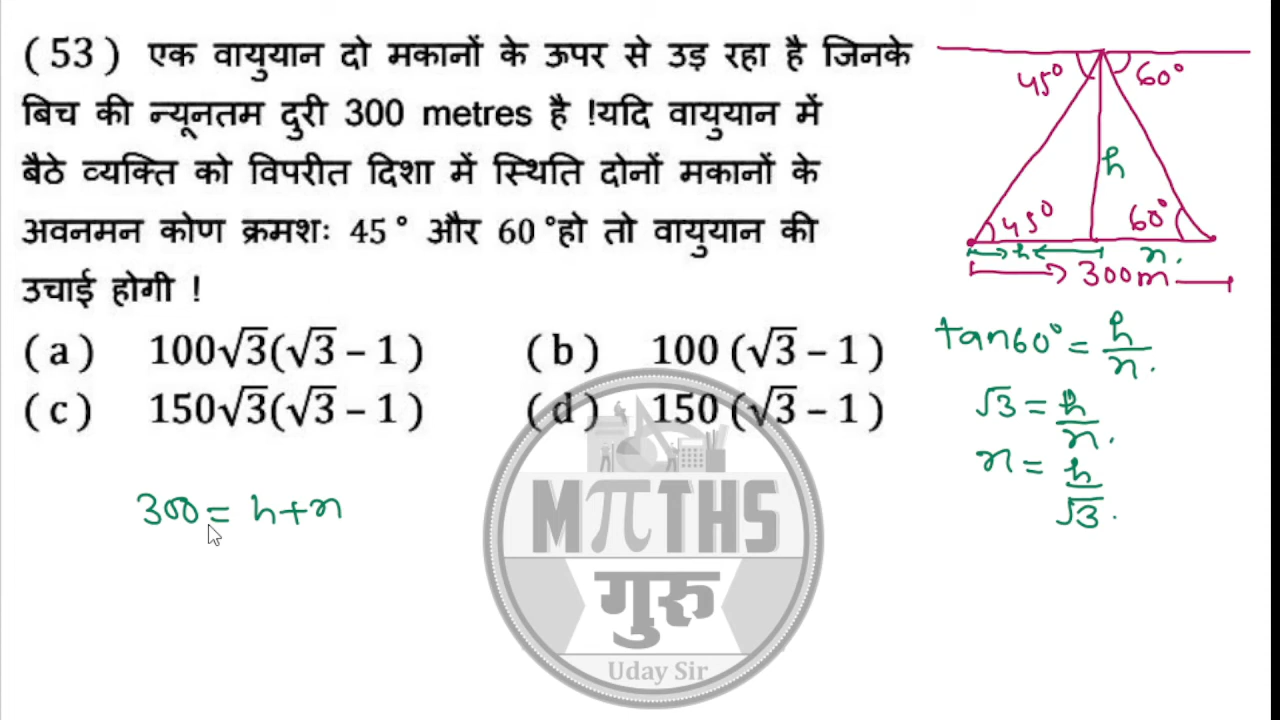 (53) एक वायुयान दो मकानों के ऊपर से उड़ रहा है जिनके
बिच की न्यूनतम दुरी 300 metres है !यदि वायुयान में
बैठे व्यक्ति को विपरीत दिशा में स्थिति दोनों मकानों के
अवनमन कोण क्रमशः 45° और 60°हो तो वायुयान की
उचाई होगी !
(a) 100√3(√3 − 1) (b) 100 (√3 − 1)
(c) 150√3(√3 − 1) (d) 150 (√3 − 1)
300 = h+x
45° 60°
h
45° 60°
h x.
300m
tan60° = h/x.
√3 = h/x.
x = h/√3.
MπTHS
गुरु
Uday Sir